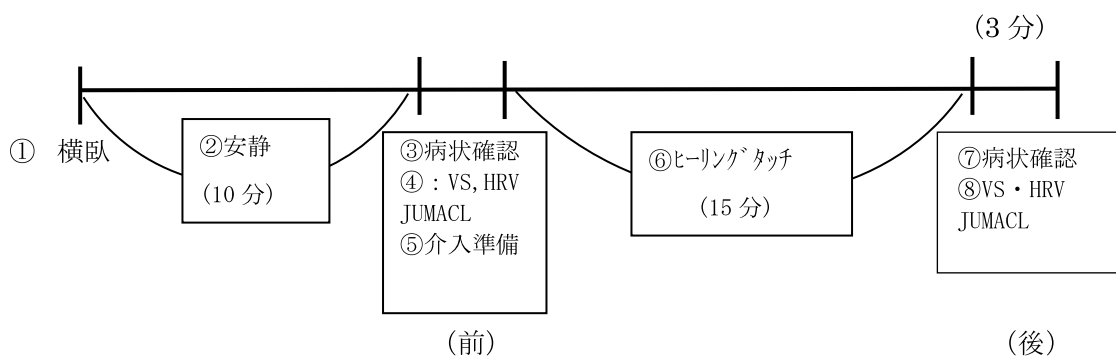 (3 分)
① 横臥
②安静
(10 分)
③病状確認
④：VS,HRV
JUMACL
⑤介入準備
⑥ﾋｰﾘﾝｸﾞﾀｯﾁ
(15 分)
⑦病状確認
⑧VS・HRV
JUMACL
(前)
(後)